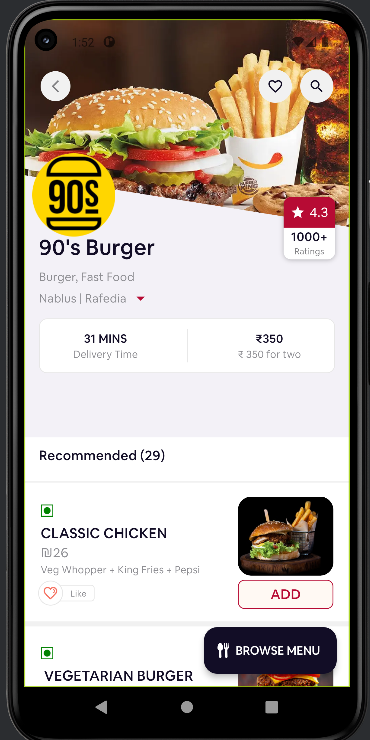 1:52
90s
4.3
1000+
Ratings
90's Burger
Burger, Fast Food
Nablus | Rafedia
31 MINS
Delivery Time
₹350
₹ 350 for two
Recommended (29)
CLASSIC CHICKEN
₪26
Veg Whopper + King Fries + Pepsi
Like
ADD
BROWSE MENU
VEGETARIAN BURGER